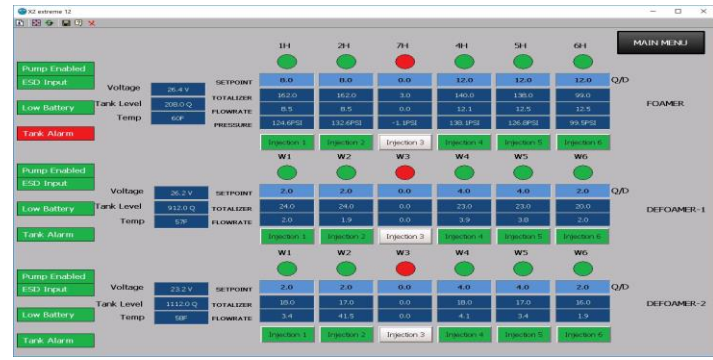 X2 extreme 12
MAIN MENU
1H 2H 7H 4H 5H 6H
Pump Enabled
ESD Input
Low Battery
Tank Alarm
Voltage 26.4 V
Tank Level 208.0 Q
Temp 60F
SETPOINT 8.0 8.0 0.0 12.0 12.0 12.0 Q/D
TOTALIZER 162.0 162.0 3.0 140.0 138.0 99.0
FLOWRATE 8.5 8.5 0.0 12.1 12.5 12.5
PRESSURE 124.6PSI 132.6PSI -1.1PSI 138.1PSI 126.8PSI 99.5PSI
FOAMER
Injection 1 Injection 2 Injection 3 Injection 4 Injection 5 Injection 6
W1 W2 W3 W4 W5 W6
Pump Enabled
ESD Input
Low Battery
Tank Alarm
Voltage 26.2 V
Tank Level 912.0 Q
Temp 57F
SETPOINT 2.0 2.0 0.0 4.0 4.0 2.0 Q/D
TOTALIZER 24.0 24.0 0.0 23.0 23.0 20.0
FLOWRATE 2.0 1.9 0.0 3.9 3.8 2.0
DEFOAMER-1
Injection 1 Injection 2 Injection 3 Injection 4 Injection 5 Injection 6
W1 W2 W3 W4 W5 W6
Pump Enabled
ESD Input
Low Battery
Tank Alarm
Voltage 23.2 V
Tank Level 1112.0 Q
Temp 58F
SETPOINT 2.0 2.0 0.0 4.0 4.0 2.0 Q/D
TOTALIZER 18.0 17.0 0.0 18.0 17.0 16.0
FLOWRATE 3.4 41.5 0.0 4.1 3.4 1.9
DEFOAMER-2
Injection 1 Injection 2 Injection 3 Injection 4 Injection 5 Injection 6